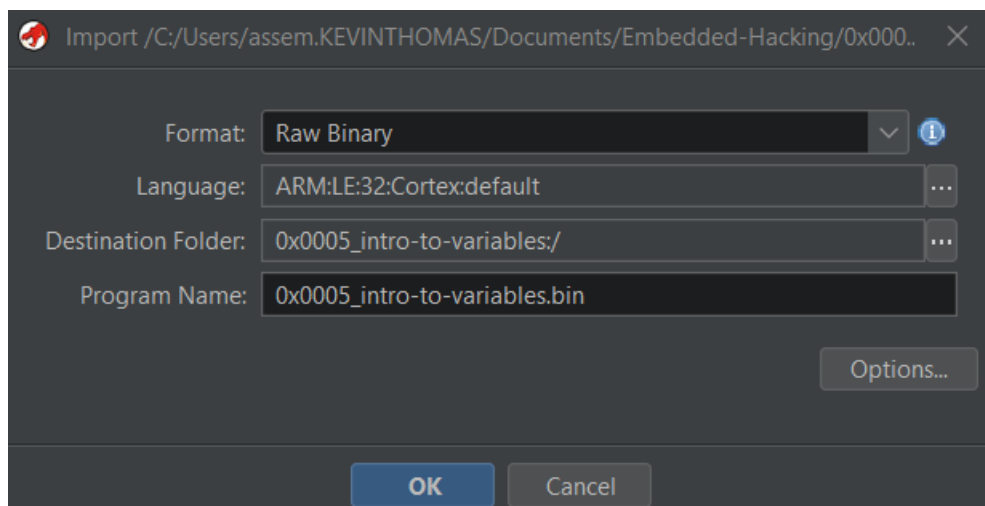 Import /C:/Users/assem.KEVINTHOMAS/Documents/Embedded-Hacking/0x000..
Format: Raw Binary
Language: ARM:LE:32:Cortex:default ...
Destination Folder: 0x0005_intro-to-variables:/ ...
Program Name: 0x0005_intro-to-variables.bin
Options...
OK Cancel